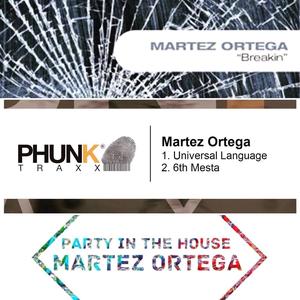 MARTEZ ORTEGA
"Breakin"
PHUNK®
TRAXX
Martez Ortega
1. Universal Language
2. 6th Mesta
PARTY IN THE HOUSE
MARTEZ ORTEGA